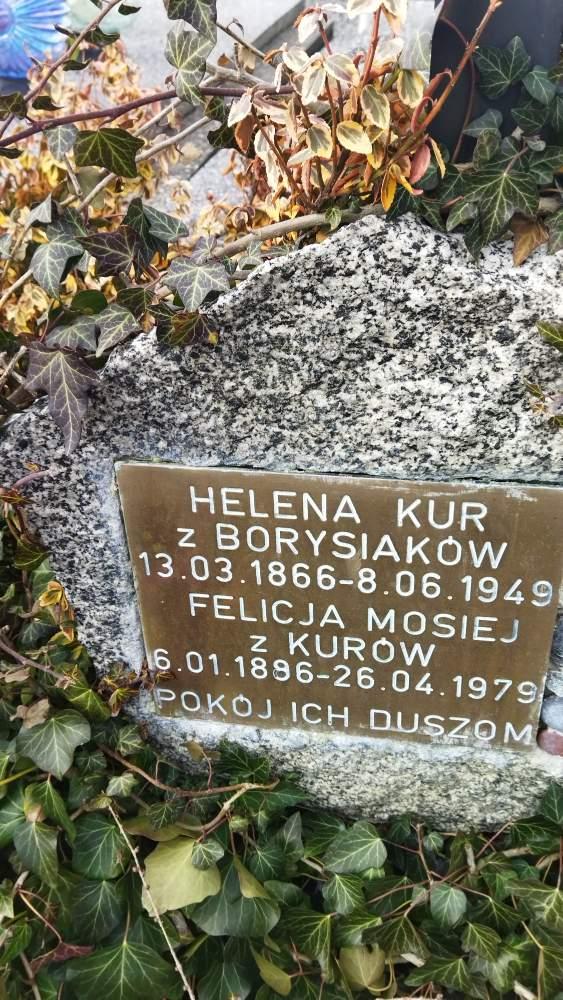 HELENA KUR
z BORYSIAKÓW
13.03.1866-8.06.1949
FELICJA MOSIEJ
z KURÓW
6.01.1896-26.04.1979
POKÓJ ICH DUSZOM